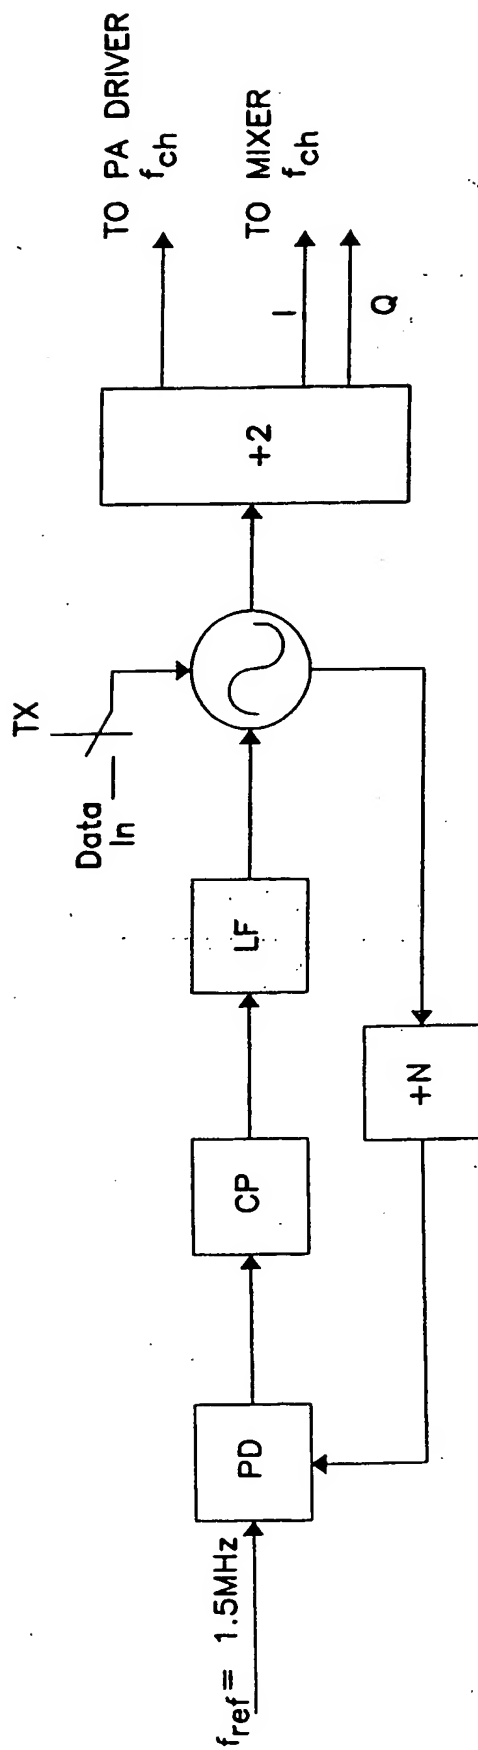 f_ref = 1.5MHz
PD
CP
LF
Data
In
TX
+2
+N
TO PA DRIVER
f_ch
I
TO MIXER
f_ch
Q